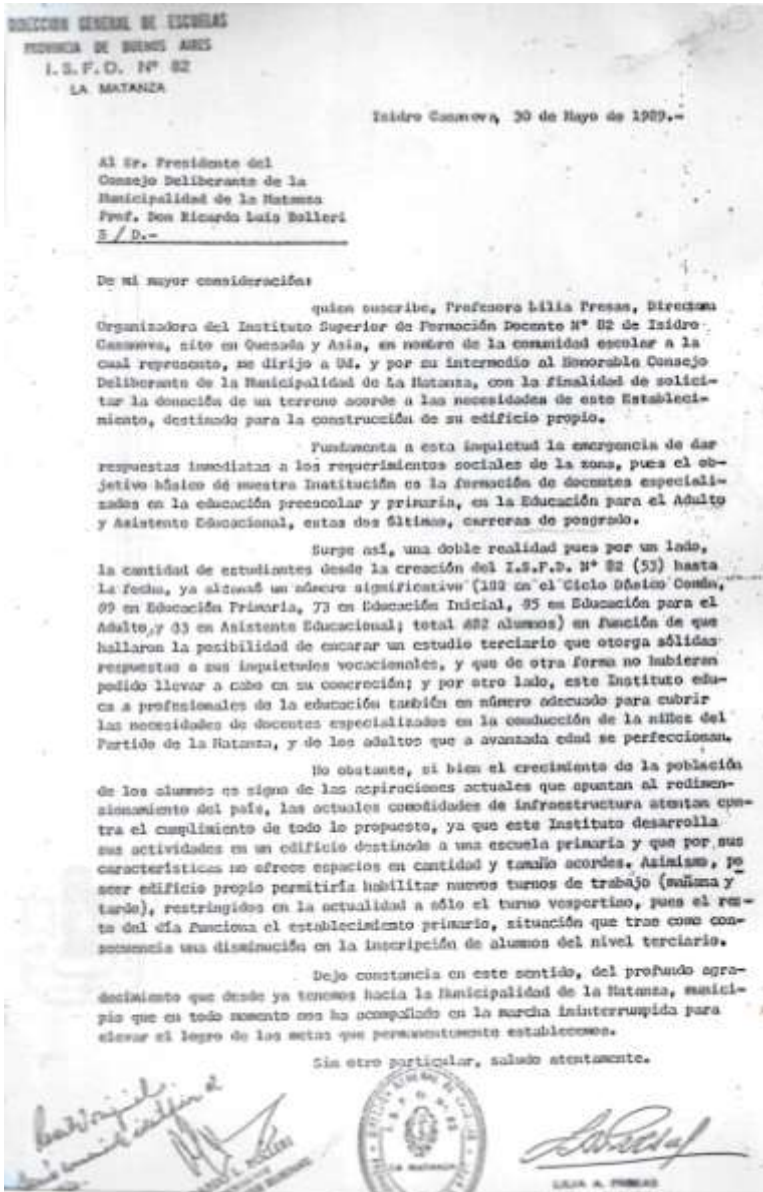 DIRECCION GENERAL DE ESCUELAS
PROVINCIA DE BUENOS AIRES
I.S.F.D. Nº 82
LA MATANZA
Isidro Casanova, 30 de Mayo de 1989.-
Al Sr. Presidente del
Consejo Deliberante de la
Municipalidad de la Matanza
Prof. Don Ricardo Luis Bolleri
S / D.-
De mi mayor consideración:
quien suscribe, Profesora Lilia Presas, Directora
Organizadora del Instituto Superior de Formación Docente Nº 82 de Isidro
Casanova, sito en Quesada y Asia, en nombre de la comunidad escolar a la
cual represento, me dirijo a Ud. y por su intermedio al Honorable Consejo
Deliberante de la Municipalidad de La Matanza, con la finalidad de solici-
tar la donación de un terreno acorde a las necesidades de este Estableci-
miento, destinado para la construcción de su edificio propio.
Fundamenta a esta inquietud la emergencia de dar
respuestas inmediatas a los requerimientos sociales de la zona, pues el ob-
jetivo básico de nuestra Institución es la formación de docentes especiali-
zados en la educación preescolar y primaria, en la Educación para el Adulto
y Asistente Educacional, estas dos últimas, carreras de posgrado.
Surge así, una doble realidad pues por un lado,
la cantidad de estudiantes desde la creación del I.S.F.D. Nº 82 (53) hasta
la fecha, ya alcanzó un número significativo ( en el Ciclo Básico Común,
89 en Educación Primaria, 73 en Educación Inicial, 85 en Educación para el
Adulto y en Asistente Educacional; total alumnos) en función de que
hallaron la posibilidad de encarar un estudio terciario que otorga sólidas
respuestas a sus inquietudes vocacionales, y que de otra forma no hubieran
podido llevar a cabo en su concreción; y por otro lado, este Instituto edu-
ca a profesionales de la educación también en número adecuado para cubrir
las necesidades de docentes especializados en la conducción de la niñez del
Partido de la Matanza, y de los adultos que a avanzada edad se perfeccionan.
No obstante, si bien el crecimiento de la población
de los alumnos es signo de las aspiraciones actuales que apuntan al redimen-
sionamiento del país, las actuales comodidades de infraestructura atentan con-
tra el cumplimiento de todo lo propuesto, ya que este Instituto desarrolla
sus actividades en un edificio destinado a una escuela primaria y que por sus
características no ofrece espacios en cantidad y tamaño acordes. Asimismo, po
seer edificio propio permitiría habilitar nuevos turnos de trabajo (mañana y
tarde), restringidos en la actualidad a sólo el turno vespertino, pues el res-
to del día funciona el establecimiento primario, situación que trae como con-
secuencia una disminución en la inscripción de alumnos del nivel terciario.
Dejo constancia en este sentido, del profundo agra-
decimiento que desde ya tenemos hacia la Municipalidad de la Matanza, munici-
pio que en todo momento nos ha acompañado en la marcha ininterrumpida para
elevar el logro de las metas que permanentemente establecemos.
Sin otro particular, saludo atentamente.
LA MATANZA
LILIA A. PRESAS